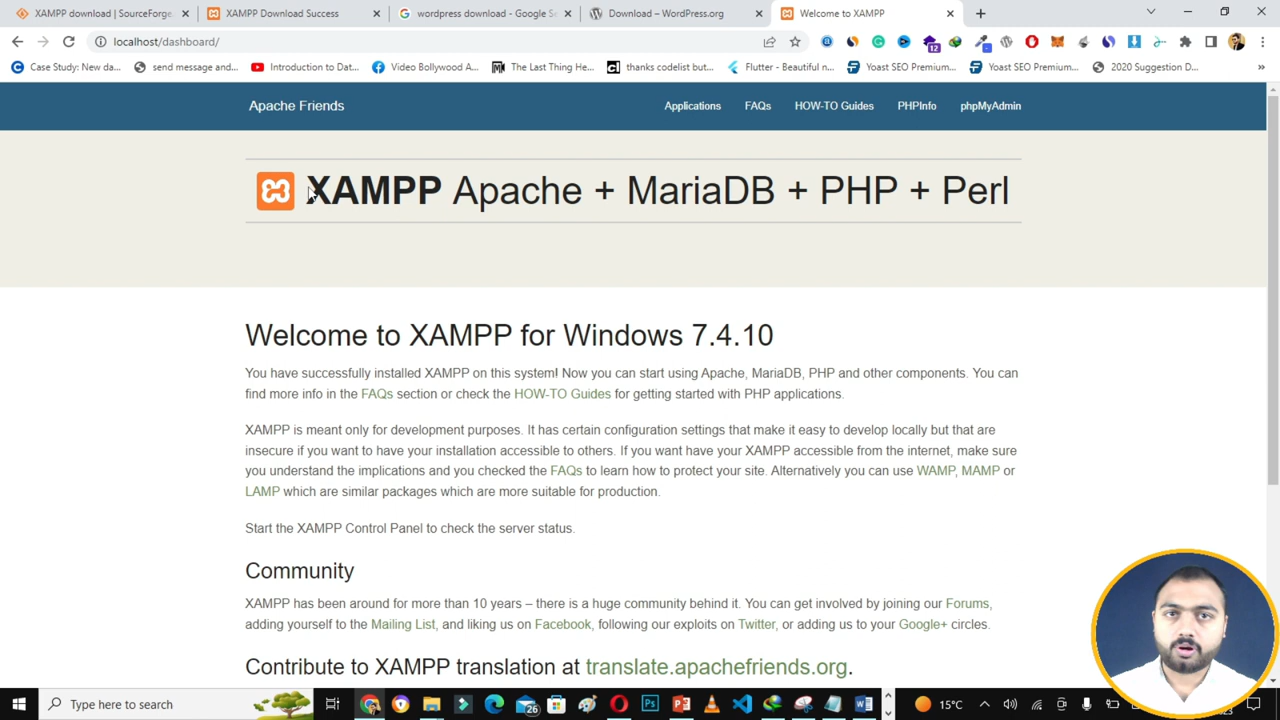 XAMPP download | SourceForge.
XAMPP Download Success
wordpress download - Google Se
Download – WordPress.org
Welcome to XAMPP
localhost/dashboard/
12
Case Study: New da...
send message and...
Introduction to Dat...
Video Bollywood A...
The Last Thing He...
thanks codelist but...
Flutter - Beautiful n...
Yoast SEO Premium...
Yoast SEO Premium...
2020 Suggestion D...
Apache Friends
Applications
FAQs
HOW-TO Guides
PHPInfo
phpMyAdmin
XAMPP Apache + MariaDB + PHP + Perl
Welcome to XAMPP for Windows 7.4.10
You have successfully installed XAMPP on this system! Now you can start using Apache, MariaDB, PHP and other components. You can
find more info in the FAQs section or check the HOW-TO Guides for getting started with PHP applications.
XAMPP is meant only for development purposes. It has certain configuration settings that make it easy to develop locally but that are
insecure if you want to have your installation accessible to others. If you want have your XAMPP accessible from the internet, make sure
you understand the implications and you checked the FAQs to learn how to protect your site. Alternatively you can use WAMP, MAMP or
LAMP which are similar packages which are more suitable for production.
Start the XAMPP Control Panel to check the server status.
Community
XAMPP has been around for more than 10 years – there is a huge community behind it. You can get involved by joining our Forums,
adding yourself to the Mailing List, and liking us on Facebook, following our exploits on Twitter, or adding us to your Google+ circles.
Contribute to XAMPP translation at translate.apachefriends.org.
Type here to search
26
15°C